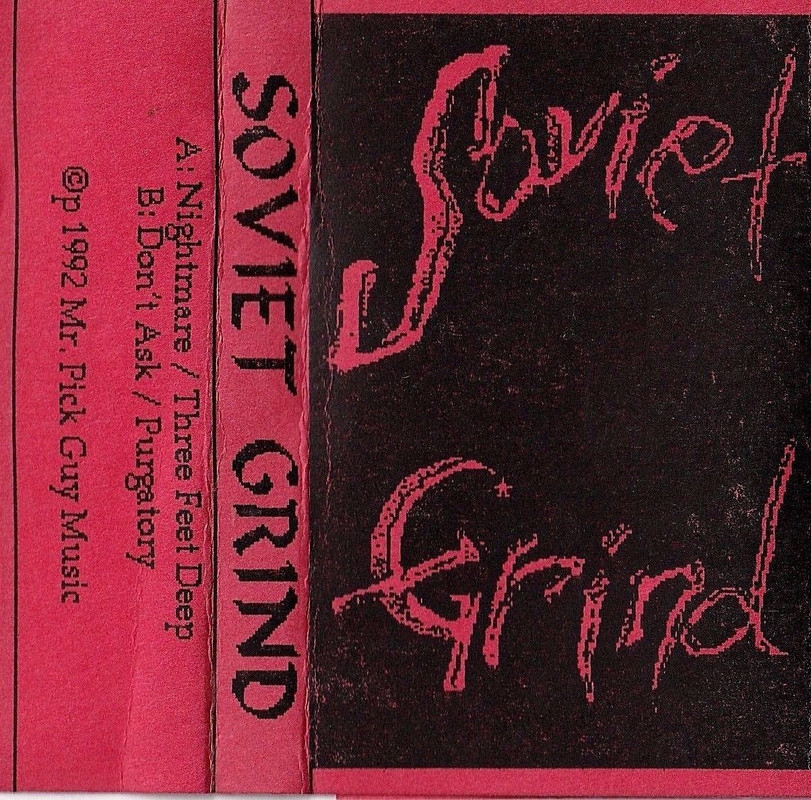 Soviet
Grind
SOVIET GRIND
A: Nightmare / Three Feet Deep
B: Don't Ask / Purgatory
©p 1992 Mr. Pick Guy Music